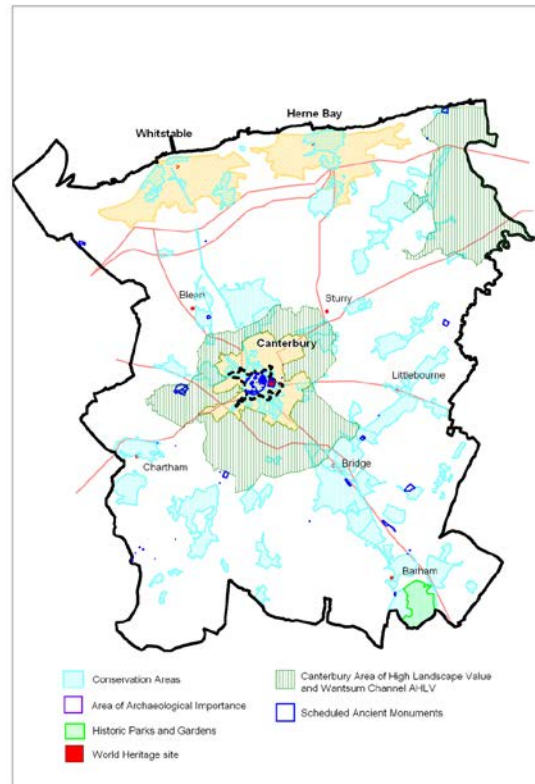 Herne Bay
Whitstable
Blean
Sturry
Canterbury
Littlebourne
Chartham
Bridge
Barham
Conservation Areas
Area of Archaeological Importance
Historic Parks and Gardens
World Heritage site
Canterbury Area of High Landscape Value
and Wantsum Channel AHLV
Scheduled Ancient Monuments